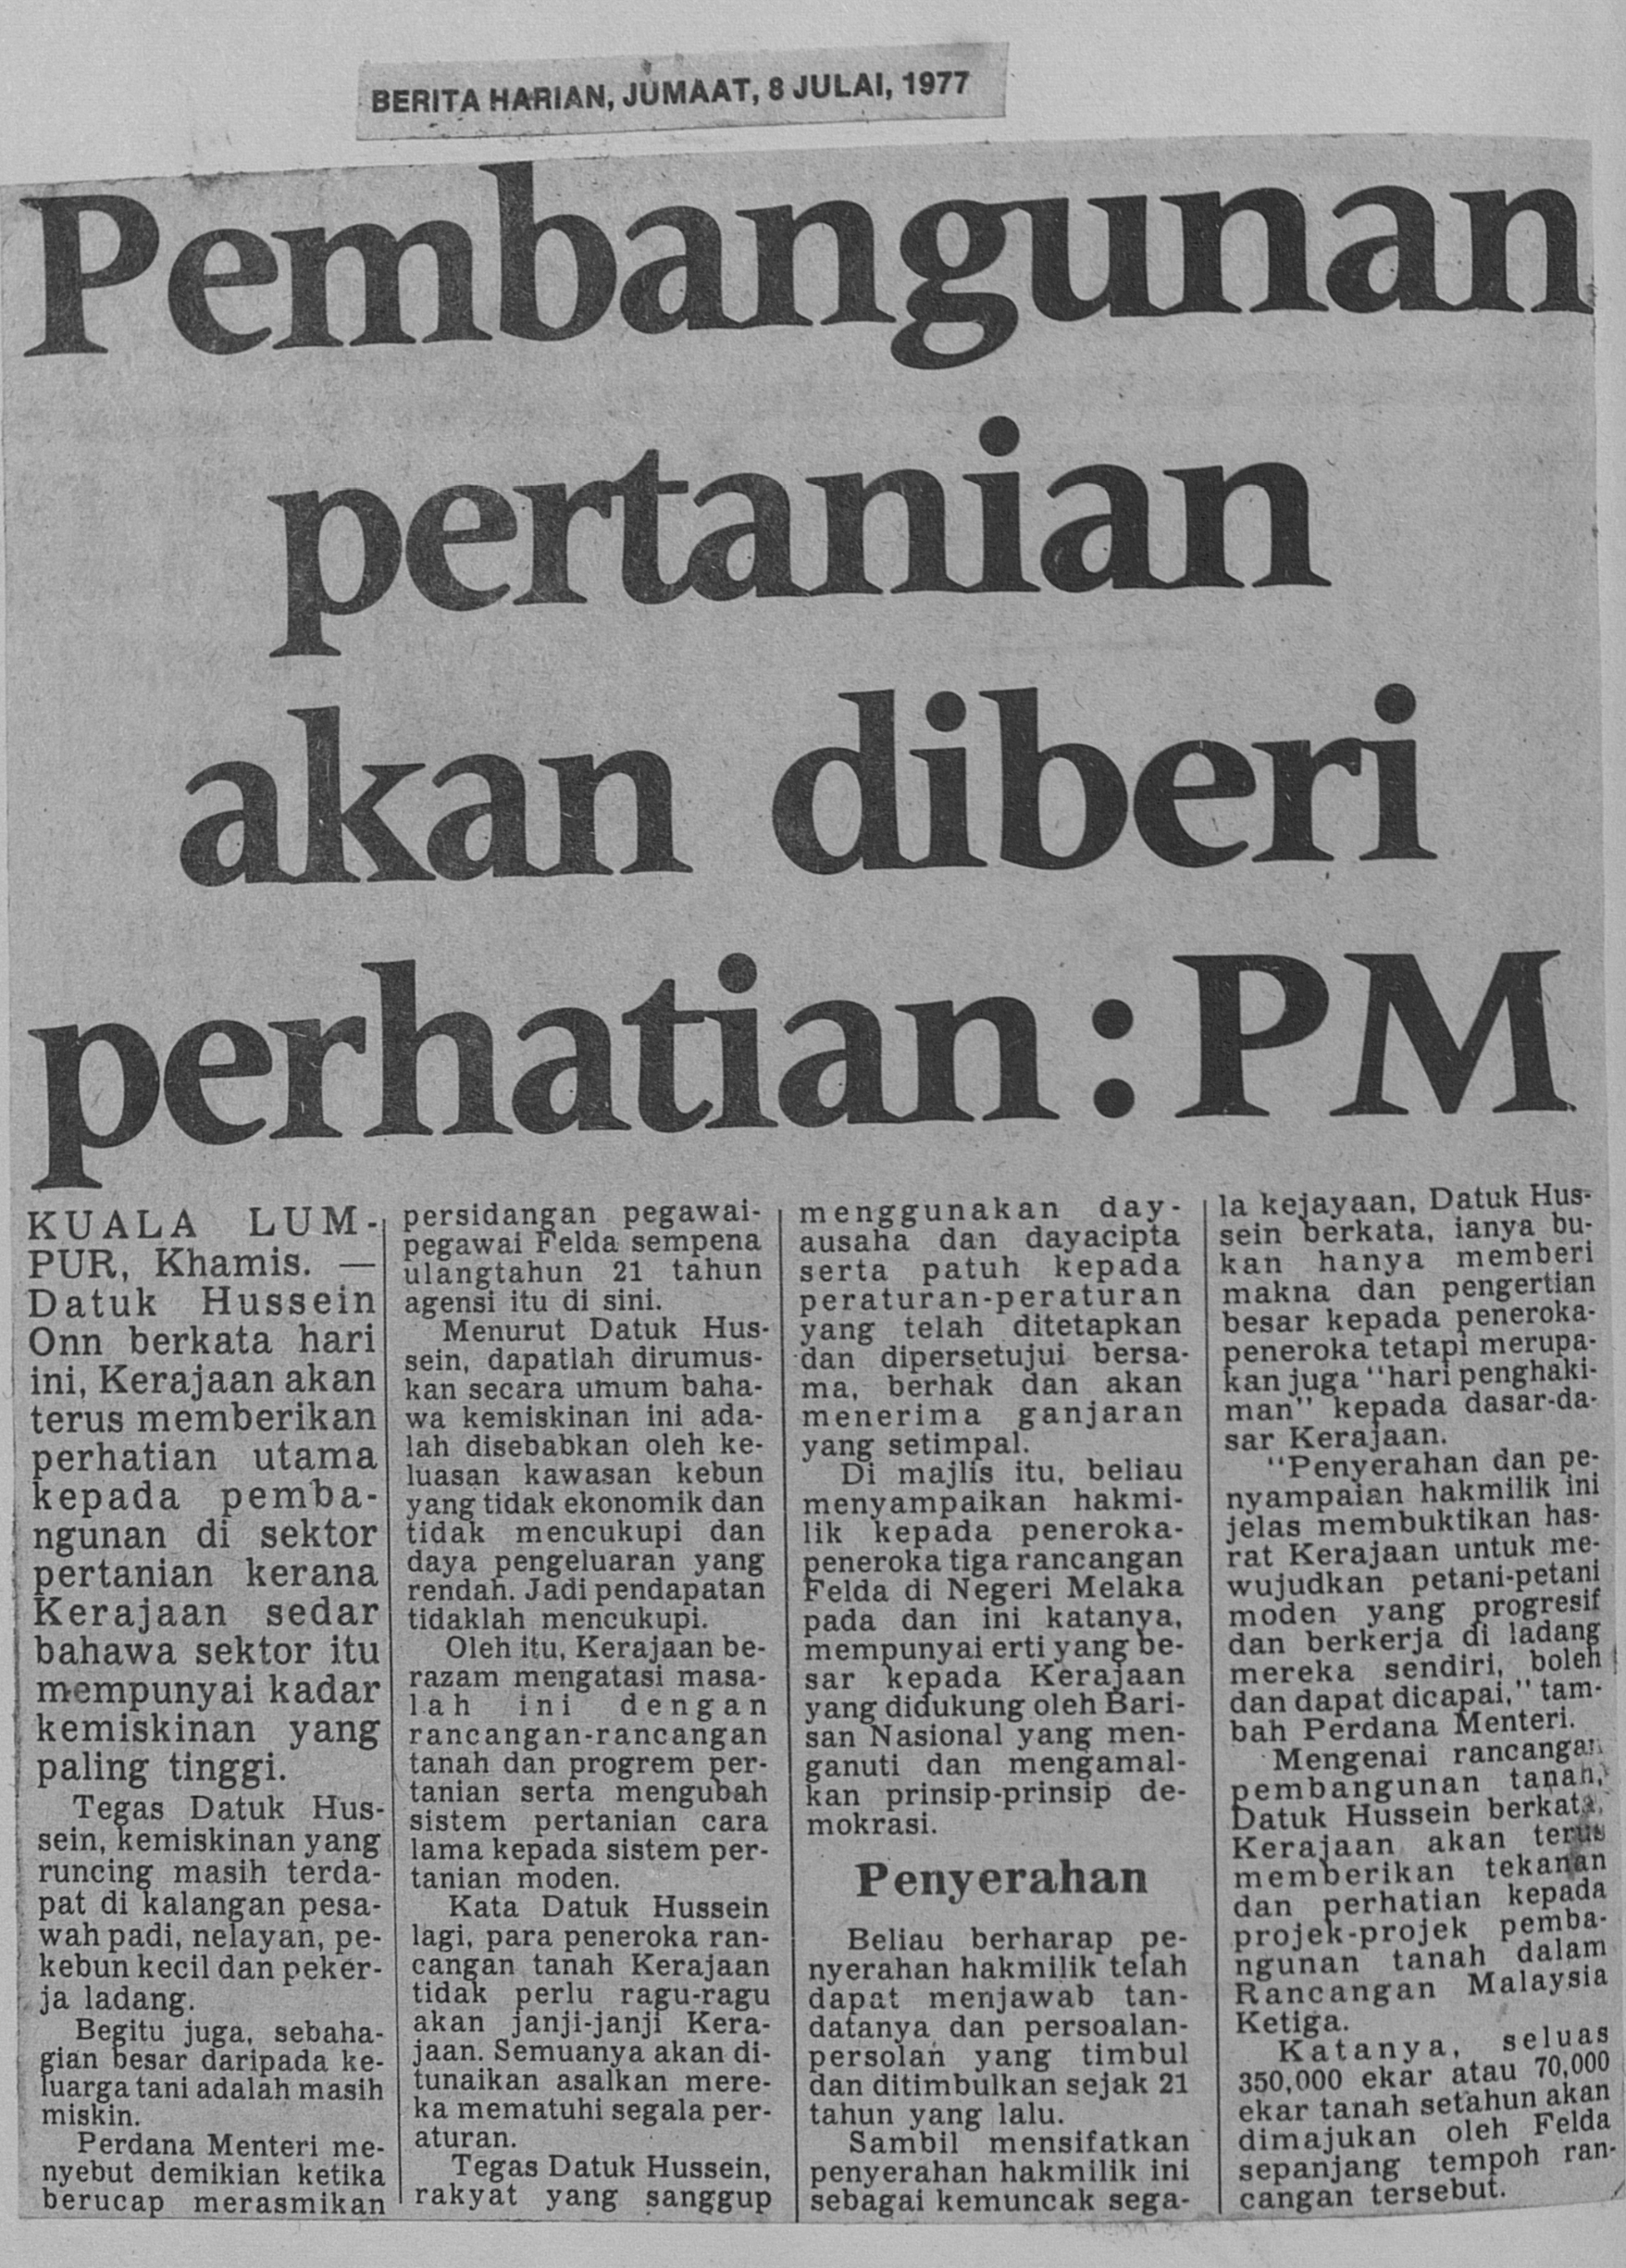 BERITA HARIAN, JUMAAT, 8 JULAI, 1977
Pembangunan
pertanian
akan diberi
perhatian: PM
KUALA LUM-
PUR, Khamis. —
Datuk Hussein
Onn berkata hari
ini, Kerajaan akan
terus memberikan
perhatian utama
kepada pemba-
ngunan di sektor
pertanian kerana
Kerajaan sedar
bahawa sektor itu
mempunyai kadar
kemiskinan yang
paling tinggi.
Tegas Datuk Hus-
sein, kemiskinan yang
runcing masih terda-
pat di kalangan pesa-
wah padi, nelayan, pe-
kebun kecil dan peker-
ja ladang.
Begitu juga, sebaha-
gian besar daripada ke-
luarga tani adalah masih
miskin.
Perdana Menteri me-
nyebut demikian ketika
berucap merasmikan
persidangan pegawai-
pegawai Felda sempena
ulangtahun 21 tahun
agensi itu di sini.
Menurut Datuk Hus-
sein, dapatlah dirumus-
kan secara umum baha-
wa kemiskinan ini ada-
lah disebabkan oleh ke-
luasan kawasan kebun
yang tidak ekonomik dan
tidak mencukupi dan
daya pengeluaran yang
rendah. Jadi pendapatan
tidaklah mencukupi.
Oleh itu, Kerajaan be-
razam mengatasi masa-
lah ini dengan
rancangan-rancangan
tanah dan progrem per-
tanian serta mengubah
sistem pertanian cara
lama kepada sistem per-
tanian moden.
Kata Datuk Hussein
lagi, para peneroka ran-
cangan tanah Kerajaan
tidak perlu ragu-ragu
akan janji-janji Kera-
jaan. Semuanya akan di-
tunaikan asalkan mere-
ka mematuhi segala per-
aturan.
Tegas Datuk Hussein,
rakyat yang sanggup
menggunakan day-
ausaha dan dayacipta
serta patuh kepada
peraturan-peraturan
yang telah ditetapkan
dan dipersetujui bersa-
ma, berhak dan akan
menerima ganjaran
yang setimpal.
Di majlis itu, beliau
menyampaikan hakmi-
lik kepada peneroka-
peneroka tiga rancangan
Felda di Negeri Melaka
pada dan ini katanya,
mempunyai erti yang be-
sar kepada Kerajaan
yang didukung oleh Bari-
san Nasional yang men-
ganuti dan mengamal-
kan prinsip-prinsip de-
mokrasi.
Penyerahan
Beliau berharap pe-
nyerahan hakmilik telah
dapat menjawab tan-
datanya dan persoalan-
persolan yang timbul
dan ditimbulkan sejak 21
tahun yang lalu.
Sambil mensifatkan
penyerahan hakmilik ini
sebagai kemuncak sega-
la kejayaan, Datuk Hus-
sein berkata, ianya bu-
kan hanya memberi
makna dan pengertian
besar kepada peneroka-
peneroka tetapi merupa-
kan juga "hari penghaki-
man" kepada dasar-da-
sar Kerajaan.
"Penyerahan dan pe-
nyampaian hakmilik ini
jelas membuktikan has-
rat Kerajaan untuk me-
wujudkan petani-petani
moden yang progresif
dan berkerja di ladang
mereka sendiri, boleh
dan dapat dicapai," tam-
bah Perdana Menteri.
Mengenai rancangan
pembangunan tanah,
Datuk Hussein berkata,
Kerajaan akan terus
memberikan tekanan
dan perhatian kepada
projek-projek pemba-
ngunan tanah dalam
Rancangan Malaysia
Ketiga.
Katanya, seluas
350,000 ekar atau 70,000
ekar tanah setahun akan
dimajukan oleh Felda
sepanjang tempoh ran-
cangan tersebut.